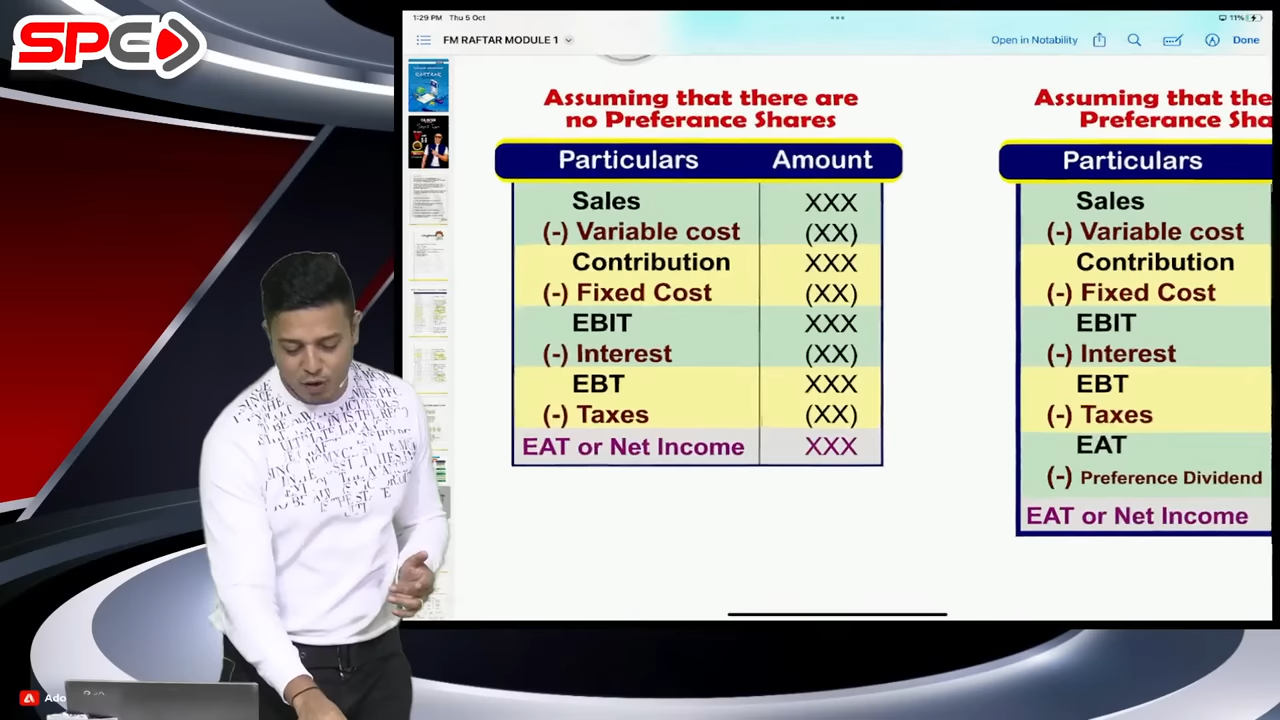 SPED
1:29 PM Thu 5 Oct
11%
FM RAFTAR MODULE 1
Open in Notability
Done
Assuming that there are
no Preferance Shares
Particulars Amount
Sales XXX
(-) Variable cost (XX)
Contribution XXX
(-) Fixed Cost (XX)
EBIT XXX
(-) Interest (XX)
EBT XXX
(-) Taxes (XX)
EAT or Net Income XXX
Assuming that the
Preferance Sha
Particulars
Sales
(-) Variable cost
Contribution
(-) Fixed Cost
EBIT
(-) Interest
EBT
(-) Taxes
EAT
(-) Preference Dividend
EAT or Net Income
Ado